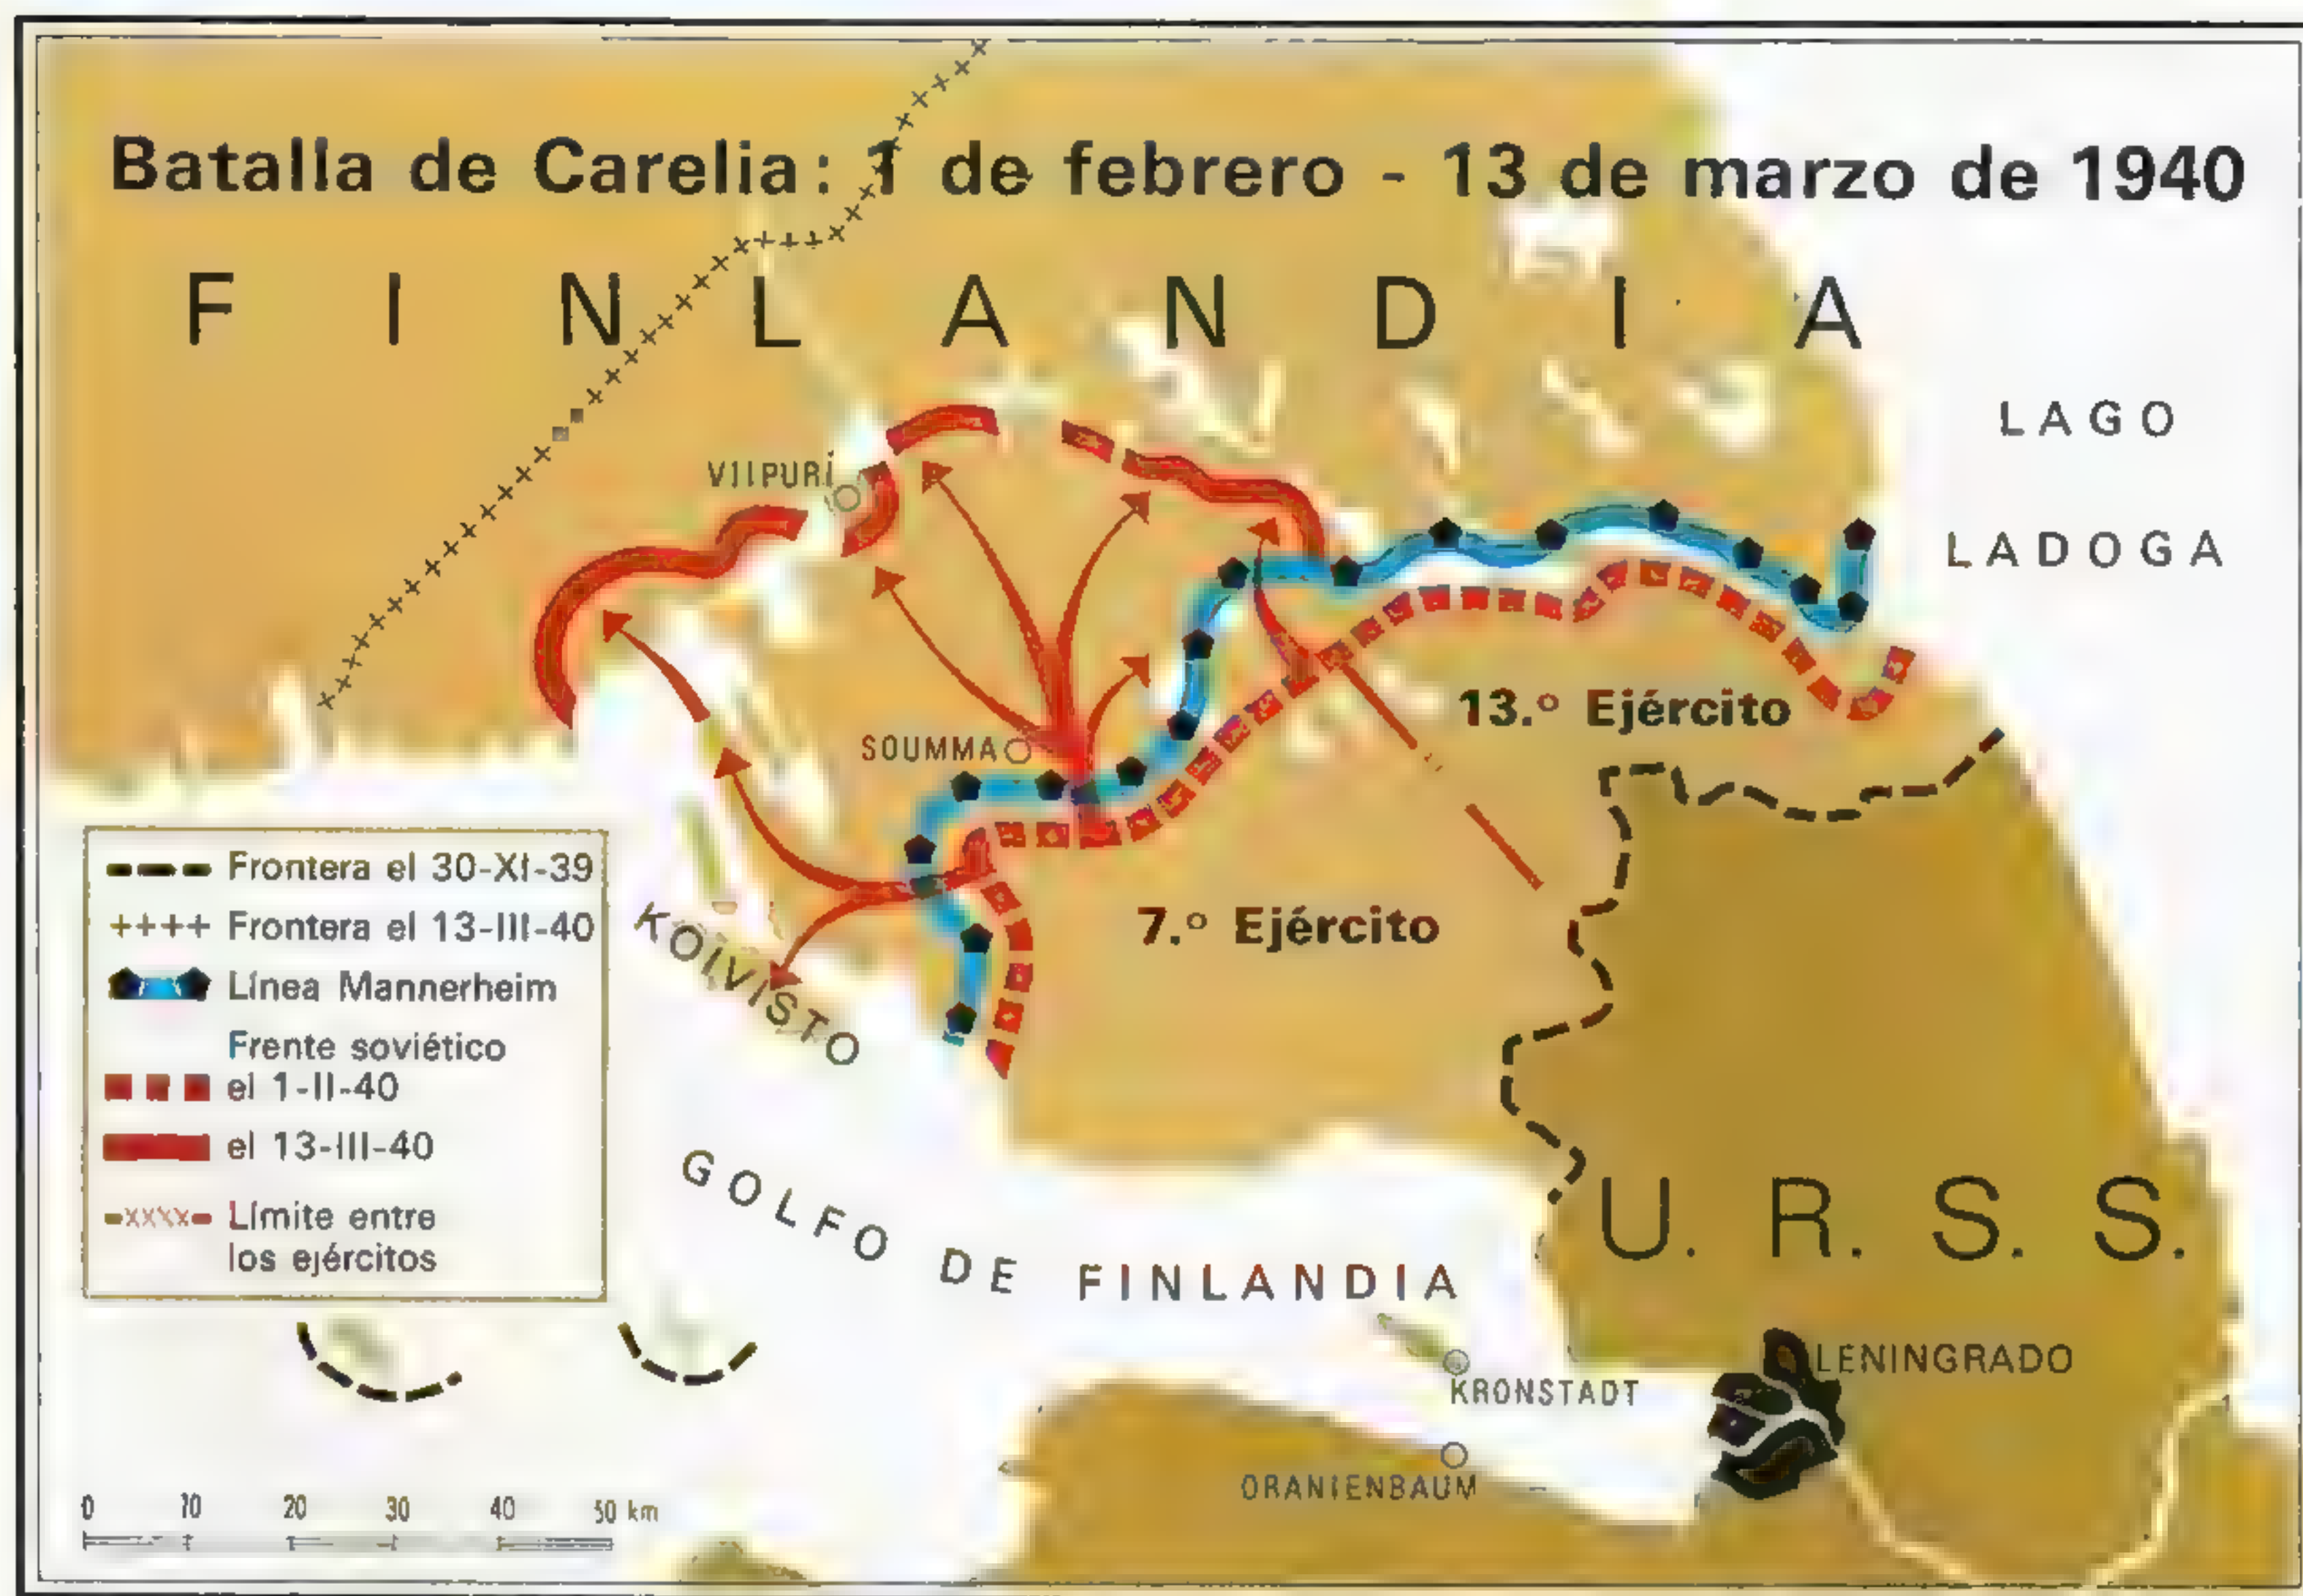 Batalla de Carelia: 1 de febrero - 13 de marzo de 1940
FINLANDIA
LAGO
LADOGA
VIIPURI
SOUMMA
13.º Ejército
7.º Ejército
KOIVISTO
GOLFO DE FINLANDIA
U.R.S.S.
LENINGRADO
KRONSTADT
ORANIENBAUM
Frontera el 30-XI-39
++++ Frontera el 13-III-40
Línea Mannerheim
Frente soviético
el 1-II-40
el 13-III-40
xxxx Límite entre
los ejércitos
0 10 20 30 40 50 km